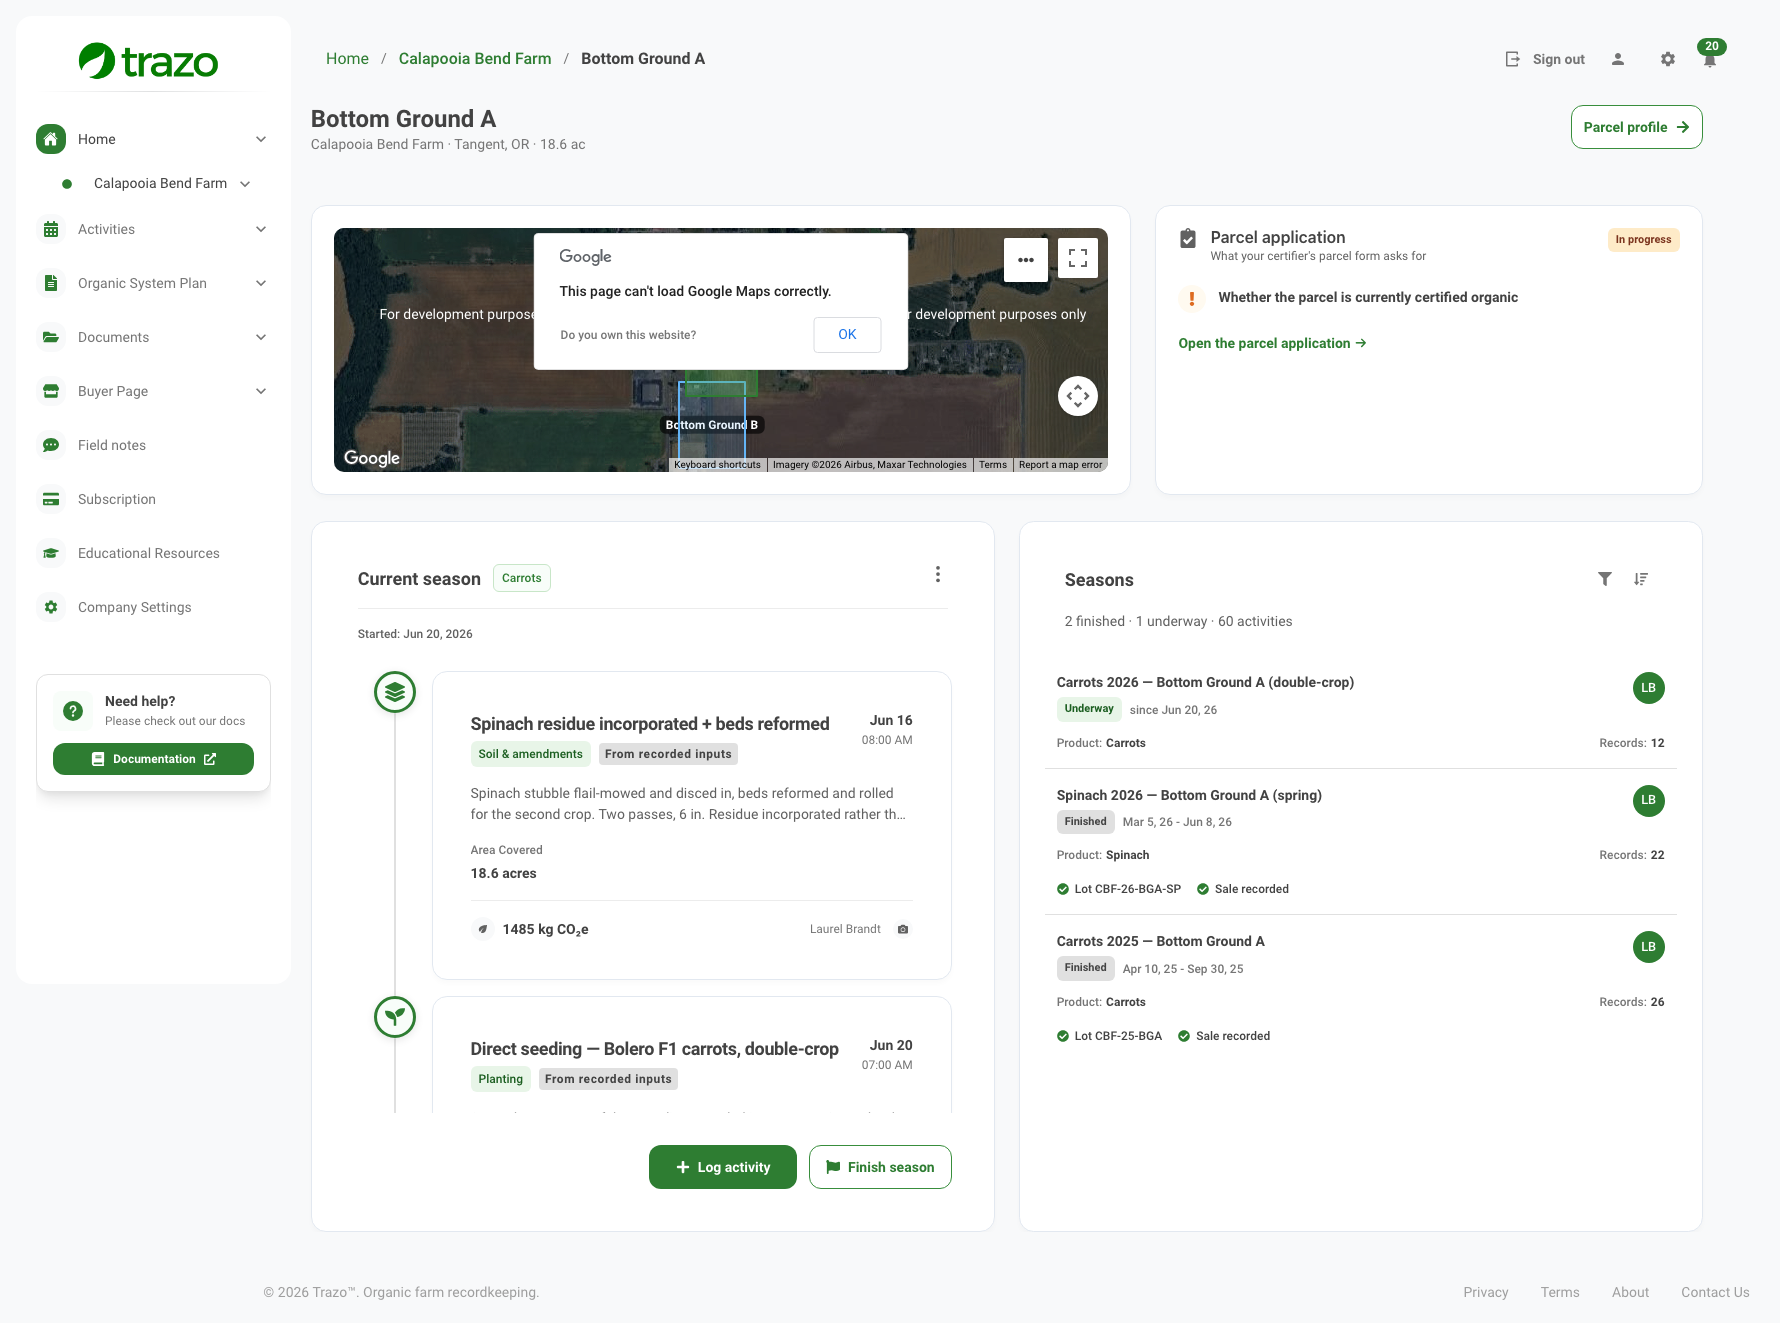 trazo
Home / Calapooia Bend Farm / Bottom Ground A
Sign out
20
Home
Calapooia Bend Farm
Activities
Organic System Plan
Documents
Buyer Page
Field notes
Subscription
Educational Resources
Company Settings
Need help?
Please check out our docs
Documentation
Bottom Ground A
Calapooia Bend Farm · Tangent, OR · 18.6 ac
Parcel profile
Google
This page can't load Google Maps correctly.
Do you own this website?
OK
For development purpose
r development purposes only
Bottom Ground B
Google
Keyboard shortcuts
Imagery ©2026 Airbus, Maxar Technologies
Terms
Report a map error
Parcel application
What your certifier's parcel form asks for
In progress
Whether the parcel is currently certified organic
Open the parcel application →
Current season
Carrots
Started: Jun 20, 2026
Spinach residue incorporated + beds reformed
Jun 16
08:00 AM
Soil & amendments
From recorded inputs
Spinach stubble flail-mowed and disced in, beds reformed and rolled
for the second crop. Two passes, 6 in. Residue incorporated rather th…
Area Covered
18.6 acres
1485 kg CO₂e
Laurel Brandt
Direct seeding — Bolero F1 carrots, double-crop
Jun 20
07:00 AM
Planting
From recorded inputs
Log activity
Finish season
Seasons
2 finished · 1 underway · 60 activities
Carrots 2026 — Bottom Ground A (double-crop)
LB
Underway
since Jun 20, 26
Product: Carrots
Records: 12
Spinach 2026 — Bottom Ground A (spring)
LB
Finished
Mar 5, 26 - Jun 8, 26
Product: Spinach
Records: 22
Lot CBF-26-BGA-SP
Sale recorded
Carrots 2025 — Bottom Ground A
LB
Finished
Apr 10, 25 - Sep 30, 25
Product: Carrots
Records: 26
Lot CBF-25-BGA
Sale recorded
© 2026 Trazo™. Organic farm recordkeeping.
Privacy
Terms
About
Contact Us